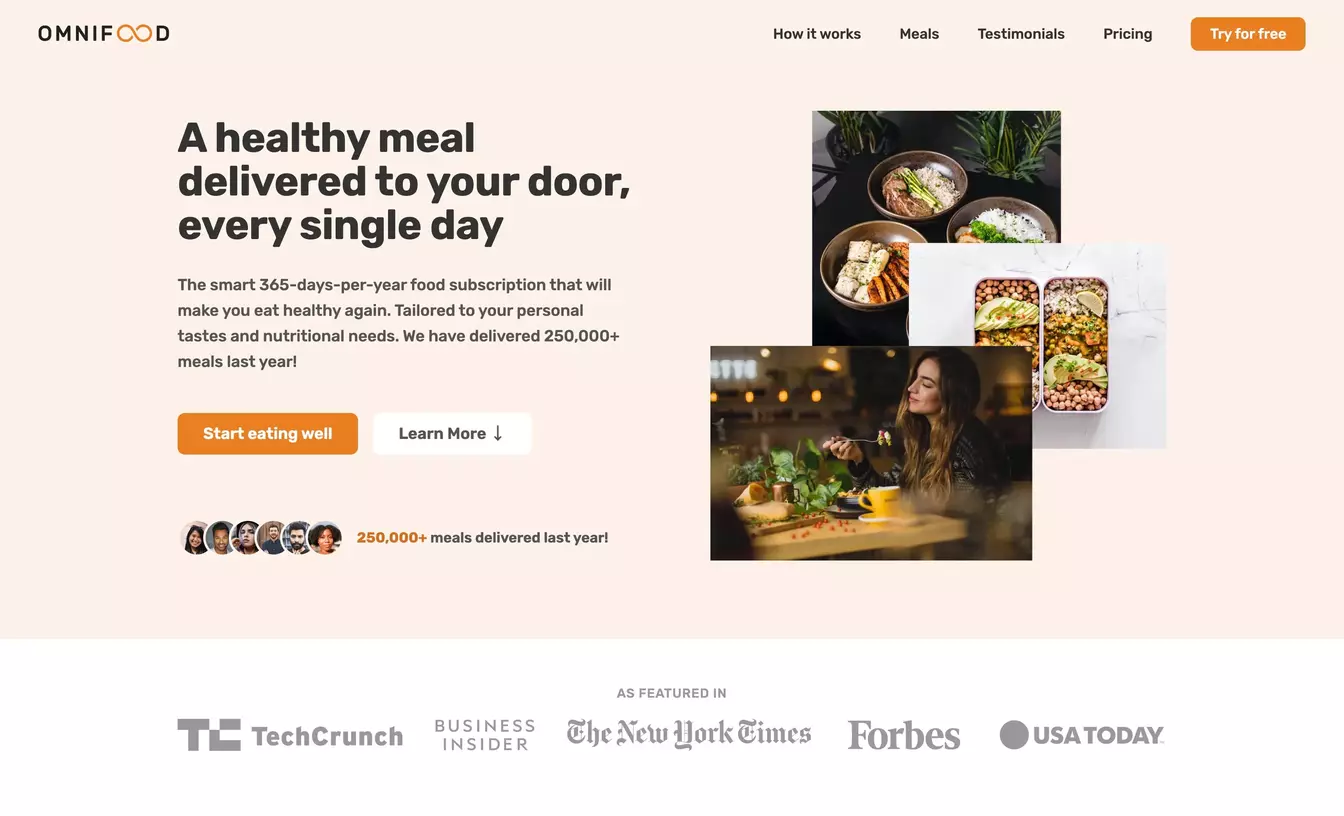 OMNIFOOD
How it works
Meals
Testimonials
Pricing
Try for free
A healthy meal
delivered to your door,
every single day
The smart 365-days-per-year food subscription that will
make you eat healthy again. Tailored to your personal
tastes and nutritional needs. We have delivered 250,000+
meals last year!
Start eating well
Learn More ↓
250,000+ meals delivered last year!
AS FEATURED IN
TC TechCrunch
BUSINESS
INSIDER
The New York Times
Forbes
USA TODAY